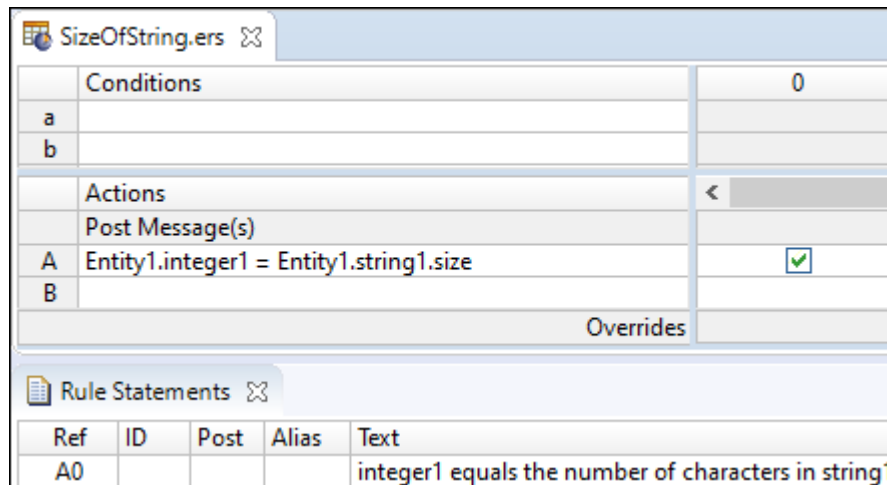 SizeOfString.ers
Conditions 0
a
b
Actions <
Post Message(s)
A Entity1.integer1 = Entity1.string1.size
B
Overrides
Rule Statements
Ref ID Post Alias Text
A0 integer1 equals the number of characters in string1